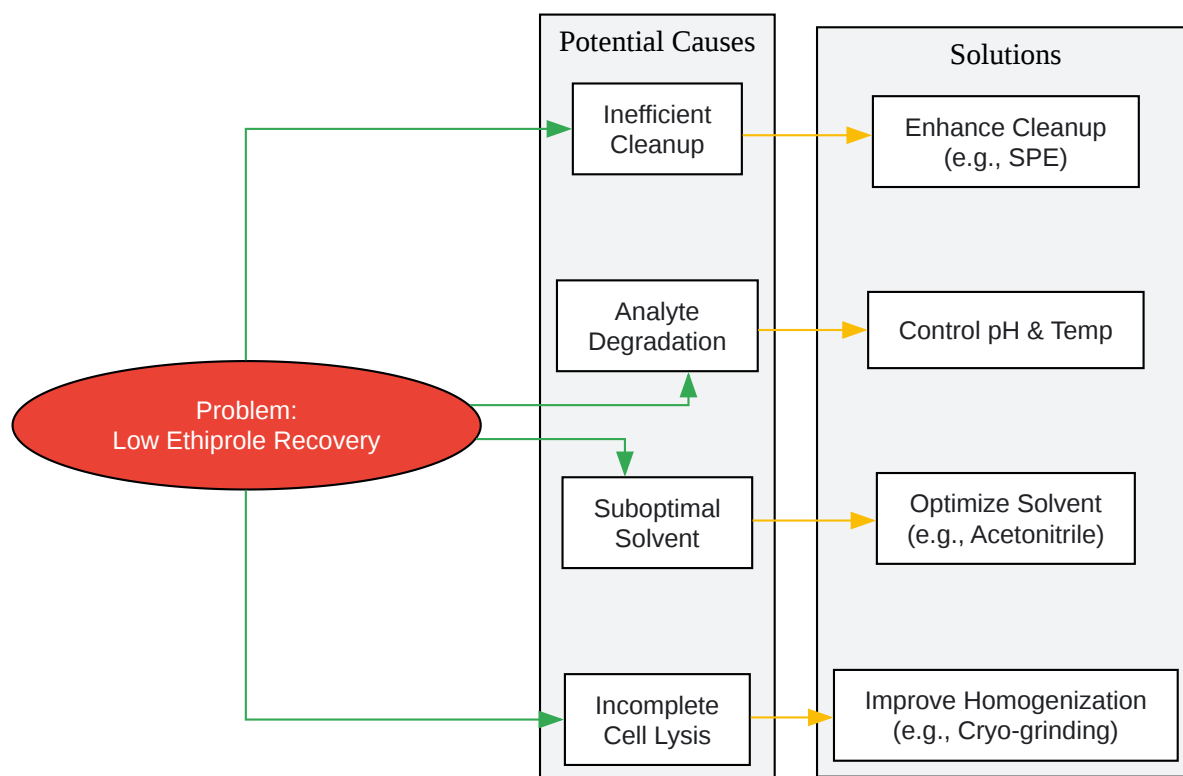 Potential Causes
Solutions
Inefficient
Cleanup
Enhance Cleanup
(e.g., SPE)
Analyte
Degradation
Control pH & Temp
Problem:
Low Ethiprole Recovery
Suboptimal
Solvent
Optimize Solvent
(e.g., Acetonitrile)
Incomplete
Cell Lysis
Improve Homogenization
(e.g., Cryo-grinding)